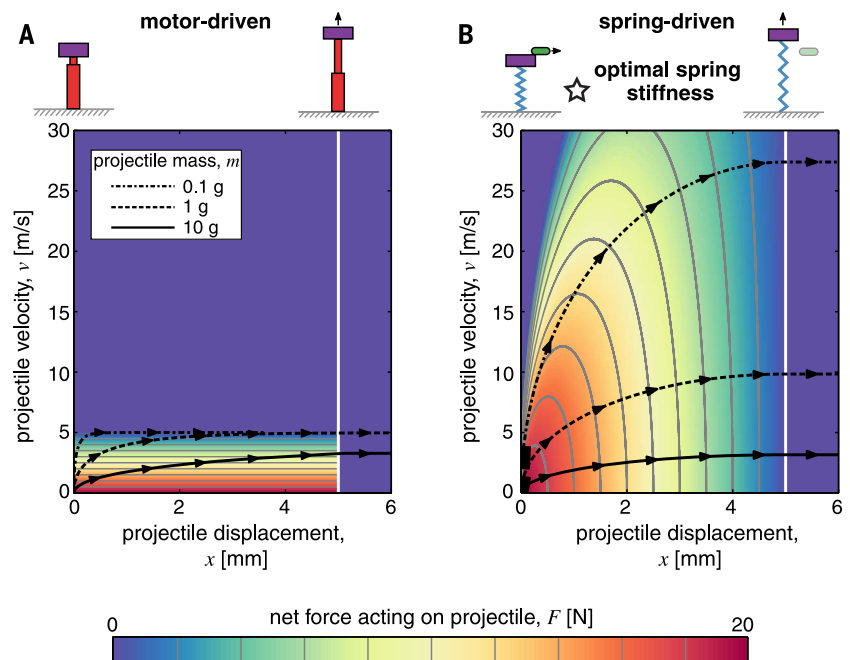 A
motor-driven
B
spring-driven
optimal spring
stiffness
30
25
20
15
10
5
0
projectile velocity, v [m/s]
projectile mass, m
0.1 g
1 g
10 g
0
2
4
6
projectile displacement,
x [mm]
30
25
20
15
10
5
0
projectile velocity, v [m/s]
0
2
4
6
projectile displacement,
x [mm]
0
net force acting on projectile, F [N]
20